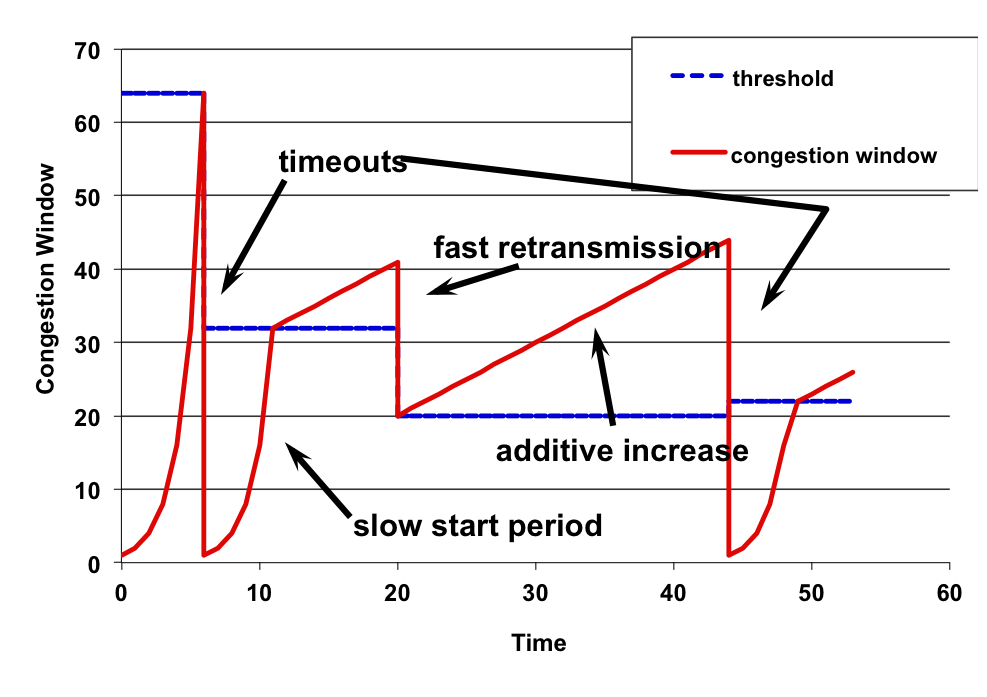 70
threshold
60
timeouts
congestion window
50
fast retransmission
40
30
20
additive increase
10
slow start period
0
Congestion Window
0 10 20 30 40 50 60
Time